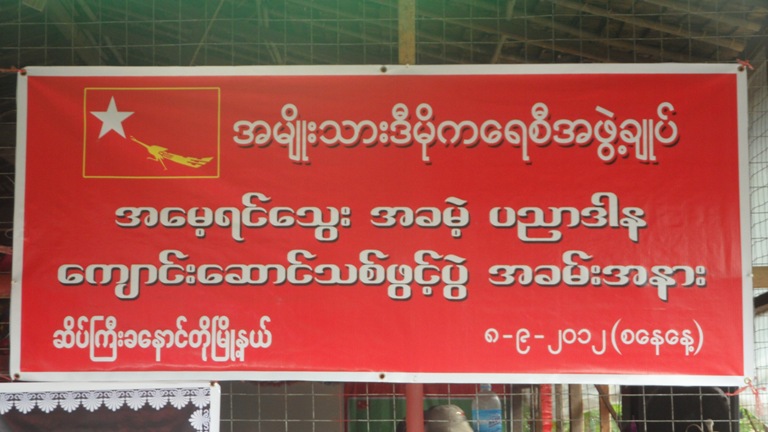 အမျိုးသားဒီမိုကရေစီအဖွဲ့ချုပ်
အမေ့ရင်သွေး အခမဲ့ ပညာဒါန
ကျောင်းဆောင်သစ်ဖွင့်ပွဲ အခမ်းအနား
ဆိပ်ကြီးခနောင်တိုမြို့နယ်
၈-၉-၂၀၁၂ (စနေနေ့)